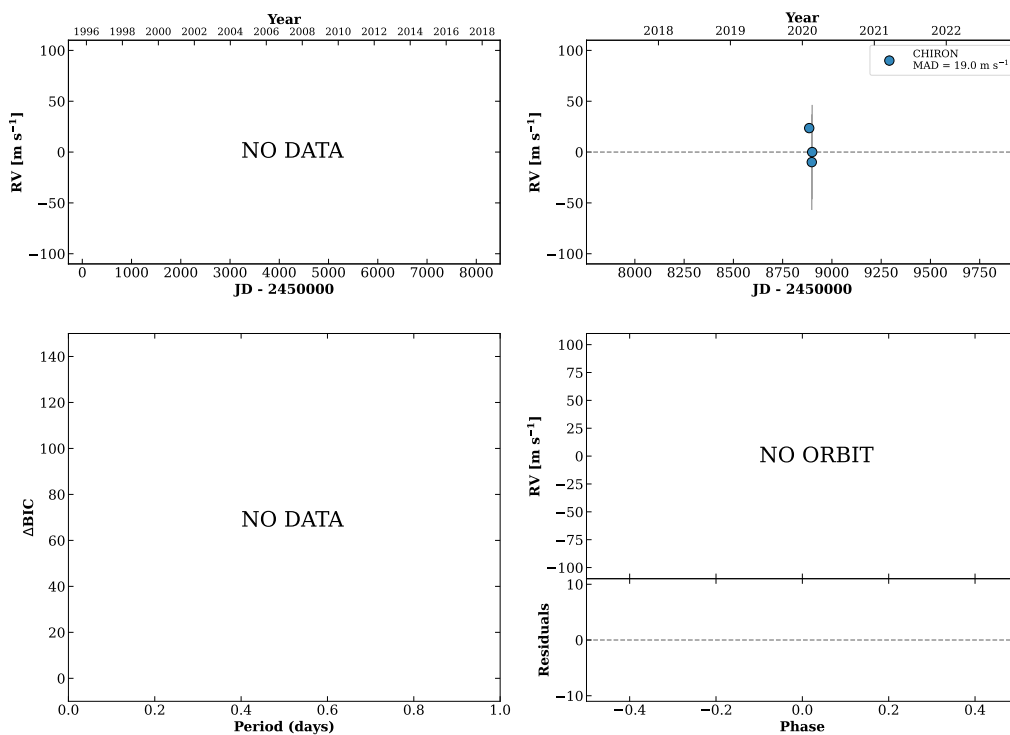 Year
1996 1998 2000 2002 2004 2006 2008 2010 2012 2014 2016 2018
100
50
0
−50
−100
RV [m s⁻¹]
NO DATA
0 1000 2000 3000 4000 5000 6000 7000 8000
JD - 2450000
Year
2018 2019 2020 2021 2022
CHIRON
MAD = 19.0 m s⁻¹
100
50
0
−50
−100
RV [m s⁻¹]
8000 8250 8500 8750 9000 9250 9500 9750
JD - 2450000
140
120
100
80
60
40
20
0
ΔBIC
NO DATA
0.0 0.2 0.4 0.6 0.8 1.0
Period (days)
100
75
50
25
0
−25
−50
−75
−100
RV [m s⁻¹]
NO ORBIT
10
0
−10
Residuals
−0.4 −0.2 0.0 0.2 0.4
Phase